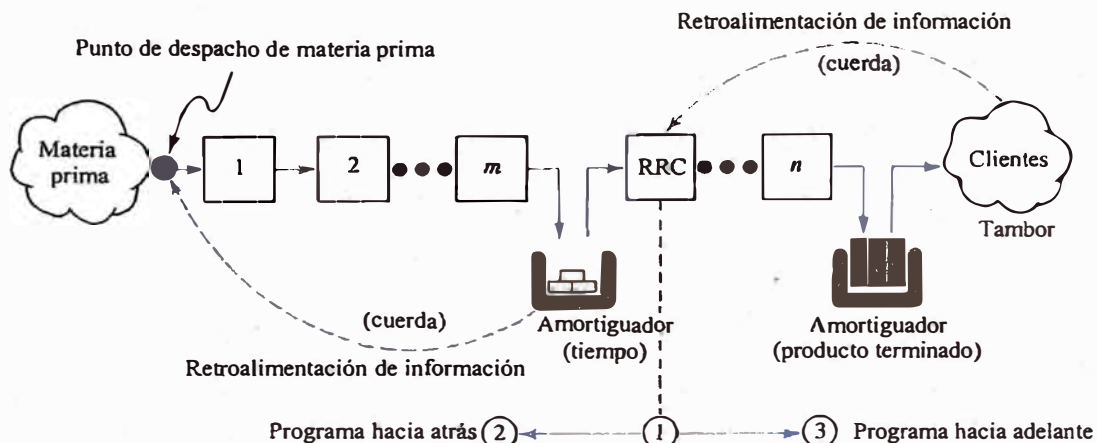 Retroalimentación de información
(cuerda)
Punto de despacho de materia prima
Materia
prima
1
2
m
RRC
n
Clientes
Tambor
(cuerda)
Retroalimentación de información
Amortiguador
(tiempo)
Amortiguador
(producto terminado)
Programa hacia atrás 2
1
3 Programa hacia adelante